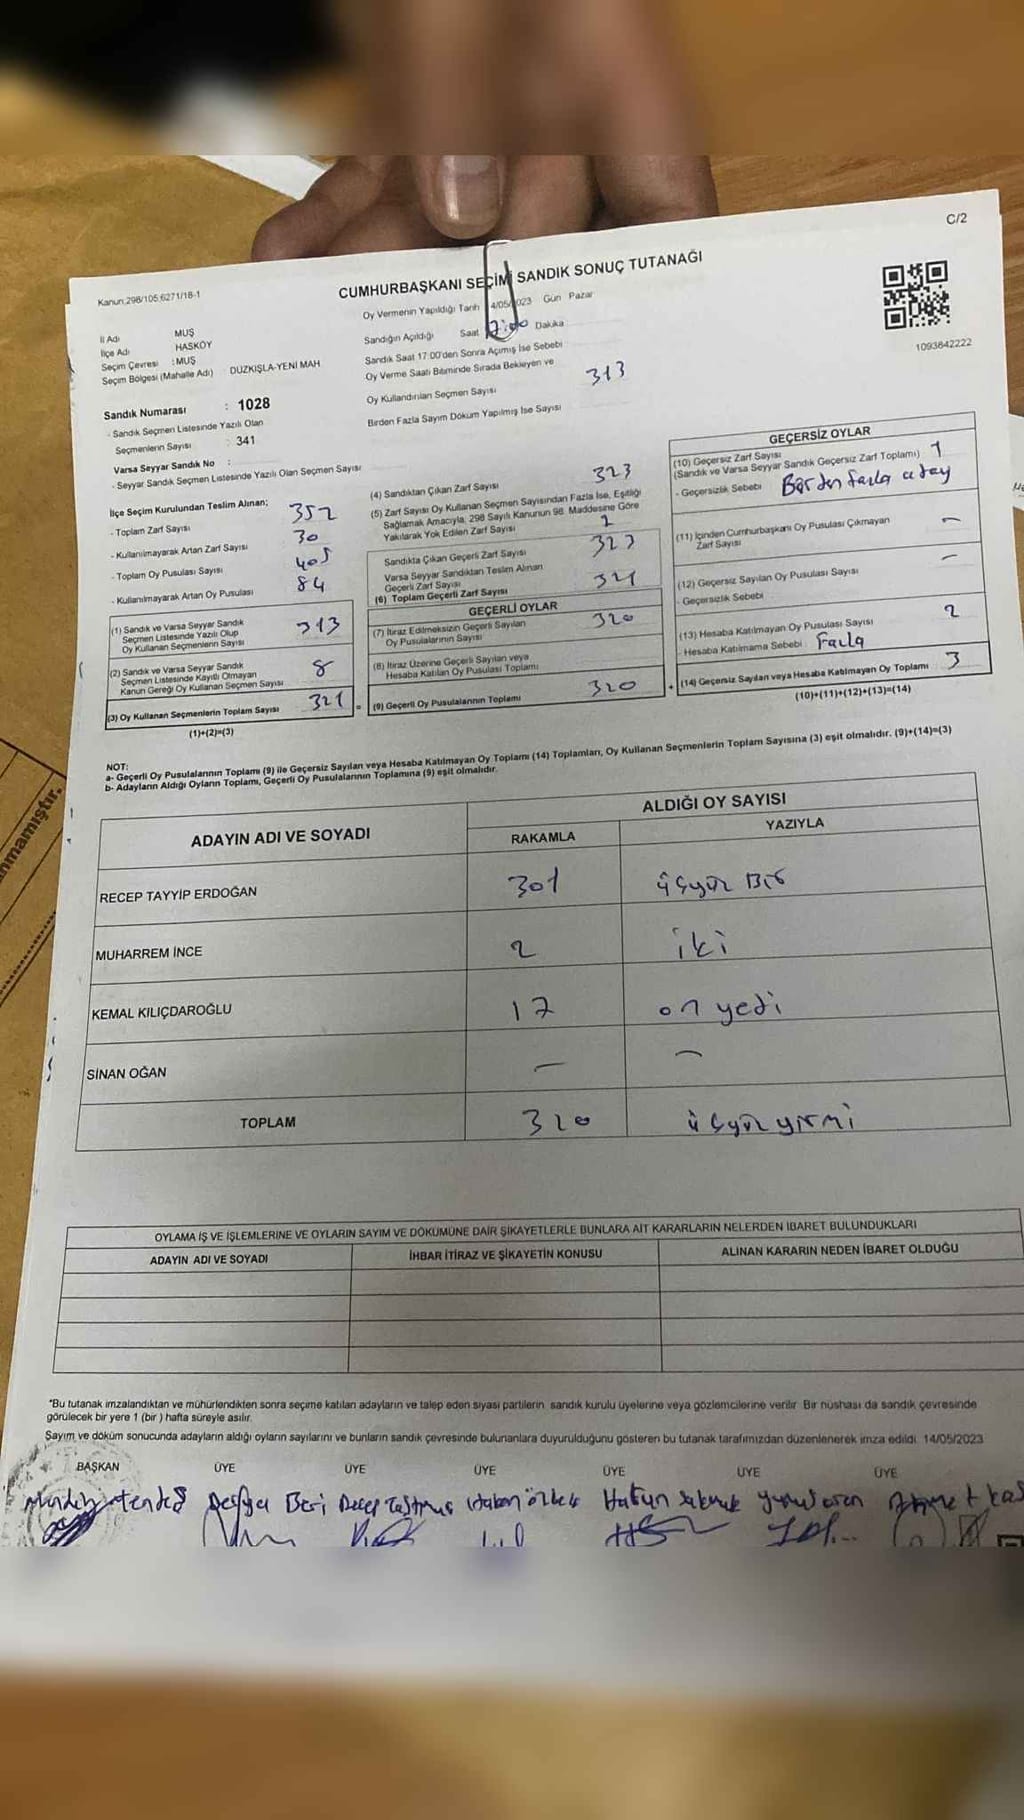 C/2
Kanun.298/105.6271/18-1
CUMHURBAŞKANI SEÇİMİ SANDIK SONUÇ TUTANAĞI
İl Adı MUŞ
İlçe Adı HASKÖY
Seçim Çevresi : MUŞ
Seçim Bölgesi (Mahalle Adı) DÜZKIŞLA-YENİ MAH
Sandık Numarası : 1028
- Sandık Seçmen Listesinde Yazılı Olan
Seçmenlerin Sayısı : 341
Varsa Seyyar Sandık No :
- Seyyar Sandık Seçmen Listesinde Yazılı Olan Seçmen Sayısı
Oy Vermenin Yapıldığı Tarih 4/05/2023 Gün Pazar
Sandığın Açıldığı Saat Dakika
Sandık Saat 17:00'den Sonra Açımış İse Sebebi
Oy Verme Saati Bitiminde Sırada Bekleyen ve
Oy Kullandırılan Seçmen Sayısı 313
Birden Fazla Sayım Döküm Yapılmış İse Sayısı
1093842222
İlçe Seçim Kurulundan Teslim Alınan;
- Toplam Zarf Sayısı 352
- Kullanılmayarak Artan Zarf Sayısı 30
- Toplam Oy Pusulası Sayısı 405
- Kullanılmayarak Artan Oy Pusulası 84
(1) Sandık ve Varsa Seyyar Sandık
Seçmen Listesinde Yazılı Olup
Oy Kullanan Seçmenlerin Sayısı 313
(2) Sandık ve Varsa Seyyar Sandık
Seçmen Listesinde Kayıtlı Olmayan
Kanun Gereği Oy Kullanan Seçmen Sayısı 8
(3) Oy Kullanan Seçmenlerin Toplam Sayısı 321
(1)+(2)=(3)
(4) Sandıktan Çıkan Zarf Sayısı 323
(5) Zarf Sayısı Oy Kullanan Seçmen Sayısından Fazla İse, Eşitliği
Sağlamak Amacıyla, 298 Sayılı Kanunun 98. Maddesine Göre
Yakılarak Yok Edilen Zarf Sayısı 2
Sandıkta Çıkan Geçerli Zarf Sayısı 323
Varsa Seyyar Sandıktan Teslim Alınan
Geçerli Zarf Sayısı
(6) Toplam Geçerli Zarf Sayısı 321
GEÇERLİ OYLAR
(7) İtiraz Edilmeksizin Geçerli Sayılan
Oy Pusulalarının Sayısı 320
(8) İtiraz Üzerine Geçerli Sayılan veya
Hesaba Katılan Oy Pusulası Toplamı
(9) Geçerli Oy Pusulalarının Toplamı 320
GEÇERSİZ OYLAR
(10) Geçersiz Zarf Sayısı
(Sandık ve Varsa Seyyar Sandık Geçersiz Zarf Toplamı) 1
- Geçersizlik Sebebi Birden fazla aday
(11) İçinden Cumhurbaşkanı Oy Pusulası Çıkmayan
Zarf Sayısı –
(12) Geçersiz Sayılan Oy Pusulası Sayısı –
- Geçersizlik Sebebi
(13) Hesaba Katılmayan Oy Pusulası Sayısı 2
- Hesaba Katılmama Sebebi Fazla
(14) Geçersiz Sayılan veya Hesaba Katılmayan Oy Toplamı 3
(10)+(11)+(12)+(13)=(14)
NOT:
a- Geçerli Oy Pusulalarının Toplamı (9) ile Geçersiz Sayılan veya Hesaba Katılmayan Oy Toplamı (14) Toplamları, Oy Kullanan Seçmenlerin Toplam Sayısına (3) eşit olmalıdır. (9)+(14)=(3)
b- Adayların Aldığı Oyların Toplamı, Geçerli Oy Pusulalarının Toplamına (9) eşit olmalıdır.
ADAYIN ADI VE SOYADI
ALDIĞI OY SAYISI
RAKAMLA YAZIYLA
RECEP TAYYİP ERDOĞAN 301 üçyüz Bir
MUHARREM İNCE 2 iki
KEMAL KILIÇDAROĞLU 17 on yedi
SİNAN OĞAN – –
TOPLAM 320 üçyüz yirmi
OYLAMA İŞ VE İŞLEMLERİNE VE OYLARIN SAYIM VE DÖKÜMÜNE DAİR ŞİKAYETLERLE BUNLARA AİT KARARLARIN NELERDEN İBARET BULUNDUKLARI
ADAYIN ADI VE SOYADI İHBAR İTİRAZ VE ŞİKAYETİN KONUSU ALINAN KARARIN NEDEN İBARET OLDUĞU
*Bu tutanak imzalandıktan ve mühürlendikten sonra seçime katılan adayların ve talep eden siyasi partilerin sandık kurulu üyelerine veya gözlemcilerine verilir. Bir nüshası da sandık çevresinde
görülecek bir yere 1 (bir) hafta süreyle asılır.
Sayım ve döküm sonucunda adayların aldığı oyların sayılarını ve bunların sandık çevresinde bulunanlara duyurulduğunu gösteren bu tutanak tarafımızdan düzenlenerek imza edildi. 14/05/2023
BAŞKAN ÜYE ÜYE ÜYE ÜYE ÜYE ÜYE
Derya Beri Recep Taştmur Hakan özbek Hatun yunus eren Ahmet
nmamıştır.